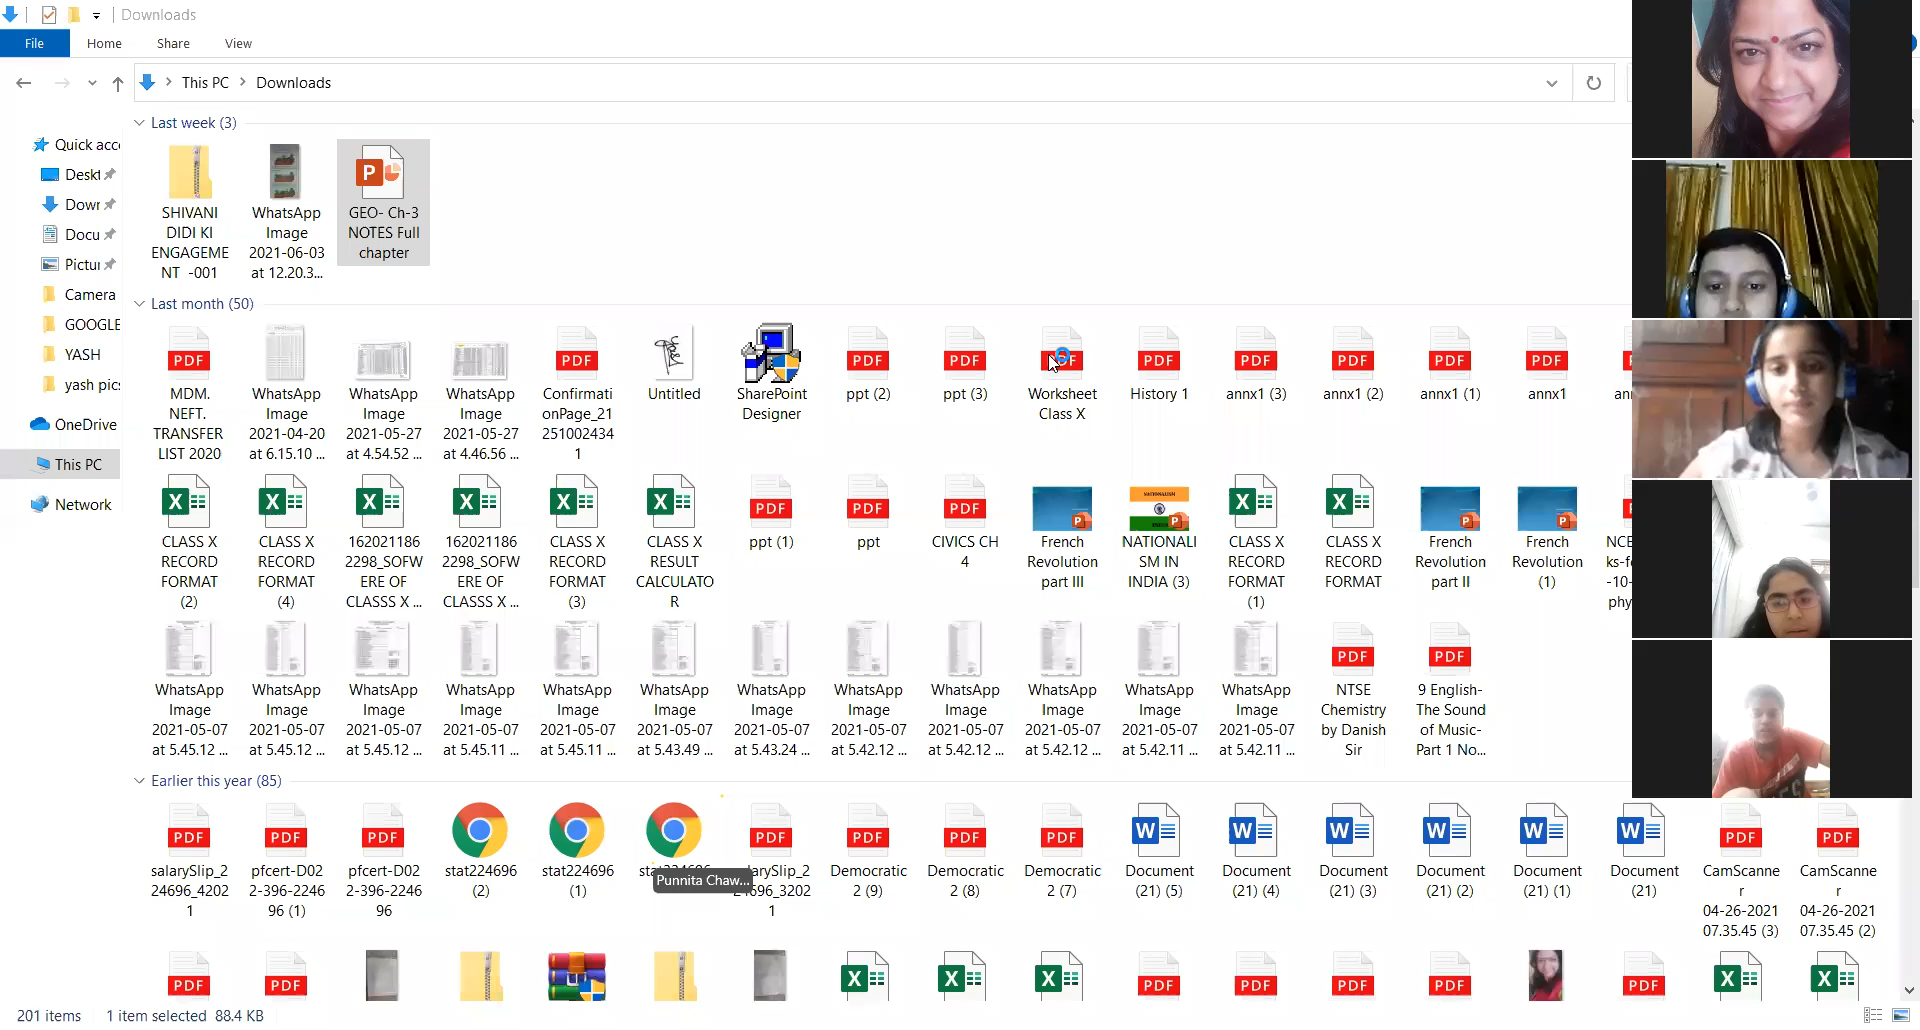 Downloads
File Home Share View
This PC Downloads
Last week (3)
Quick acc
Deskt
Dowr
Docu
Pictur
Camera
GOOGLE
YASH
yash pics
OneDrive
This PC
Network
SHIVANI
DIDI KI
ENGAGEME
NT -001
WhatsApp
Image
2021-06-03
at 12.20.3...
GEO- Ch-3
NOTES Full
chapter
Last month (50)
MDM.
NEFT.
TRANSFER
LIST 2020
WhatsApp
Image
2021-04-20
at 6.15.10 ...
WhatsApp
Image
2021-05-27
at 4.54.52 ...
WhatsApp
Image
2021-05-27
at 4.46.56 ...
Confirmati
onPage_21
251002434
1
Untitled
SharePoint
Designer
ppt (2)
ppt (3)
Worksheet
Class X
History 1
annx1 (3)
annx1 (2)
annx1 (1)
annx1
CLASS X
RECORD
FORMAT
(2)
CLASS X
RECORD
FORMAT
(4)
162021186
2298_SOFW
ERE OF
CLASSS X ...
162021186
2298_SOFW
ERE OF
CLASSS X ...
CLASS X
RECORD
FORMAT
(3)
CLASS X
RESULT
CALCULATO
R
ppt (1)
ppt
CIVICS CH
4
French
Revolution
part III
NATIONALI
SM IN
INDIA (3)
CLASS X
RECORD
FORMAT
(1)
CLASS X
RECORD
FORMAT
French
Revolution
part II
French
Revolution
(1)
NCE
ks-f
-10-
phy
WhatsApp
Image
2021-05-07
at 5.45.12 ...
WhatsApp
Image
2021-05-07
at 5.45.12 ...
WhatsApp
Image
2021-05-07
at 5.45.12 ...
WhatsApp
Image
2021-05-07
at 5.45.11 ...
WhatsApp
Image
2021-05-07
at 5.45.11 ...
WhatsApp
Image
2021-05-07
at 5.43.49 ...
WhatsApp
Image
2021-05-07
at 5.43.24 ...
WhatsApp
Image
2021-05-07
at 5.42.12 ...
WhatsApp
Image
2021-05-07
at 5.42.12 ...
WhatsApp
Image
2021-05-07
at 5.42.12 ...
WhatsApp
Image
2021-05-07
at 5.42.11 ...
WhatsApp
Image
2021-05-07
at 5.42.11 ...
NTSE
Chemistry
by Danish
Sir
9 English-
The Sound
of Music-
Part 1 No...
Earlier this year (85)
salarySlip_2
24696_4202
1
pfcert-D02
2-396-2246
96 (1)
pfcert-D02
2-396-2246
96
stat224696
(2)
stat224696
(1)
Punnita Chaw...
Democratic
2 (9)
Democratic
2 (8)
Democratic
2 (7)
Document
(21) (5)
Document
(21) (4)
Document
(21) (3)
Document
(21) (2)
Document
(21) (1)
Document
(21)
CamScanne
r
04-26-2021
07.35.45 (3)
CamScanne
r
04-26-2021
07.35.45 (2)
201 items 1 item selected 88.4 KB